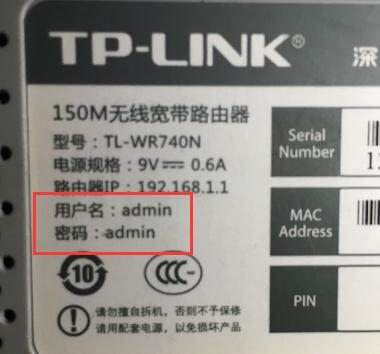 TP-LINK®
深
150M无线宽带路由器
型号：TL-WR740N
电源规格：9V⎓0.6A
路由器IP：192.168.1.1
用户名：admin
密码：admin
Serial
Number
MAC
Address
PIN
10
CCC
请勿擅自拆机，否则不予保修
请用配套电源，以免损坏产品